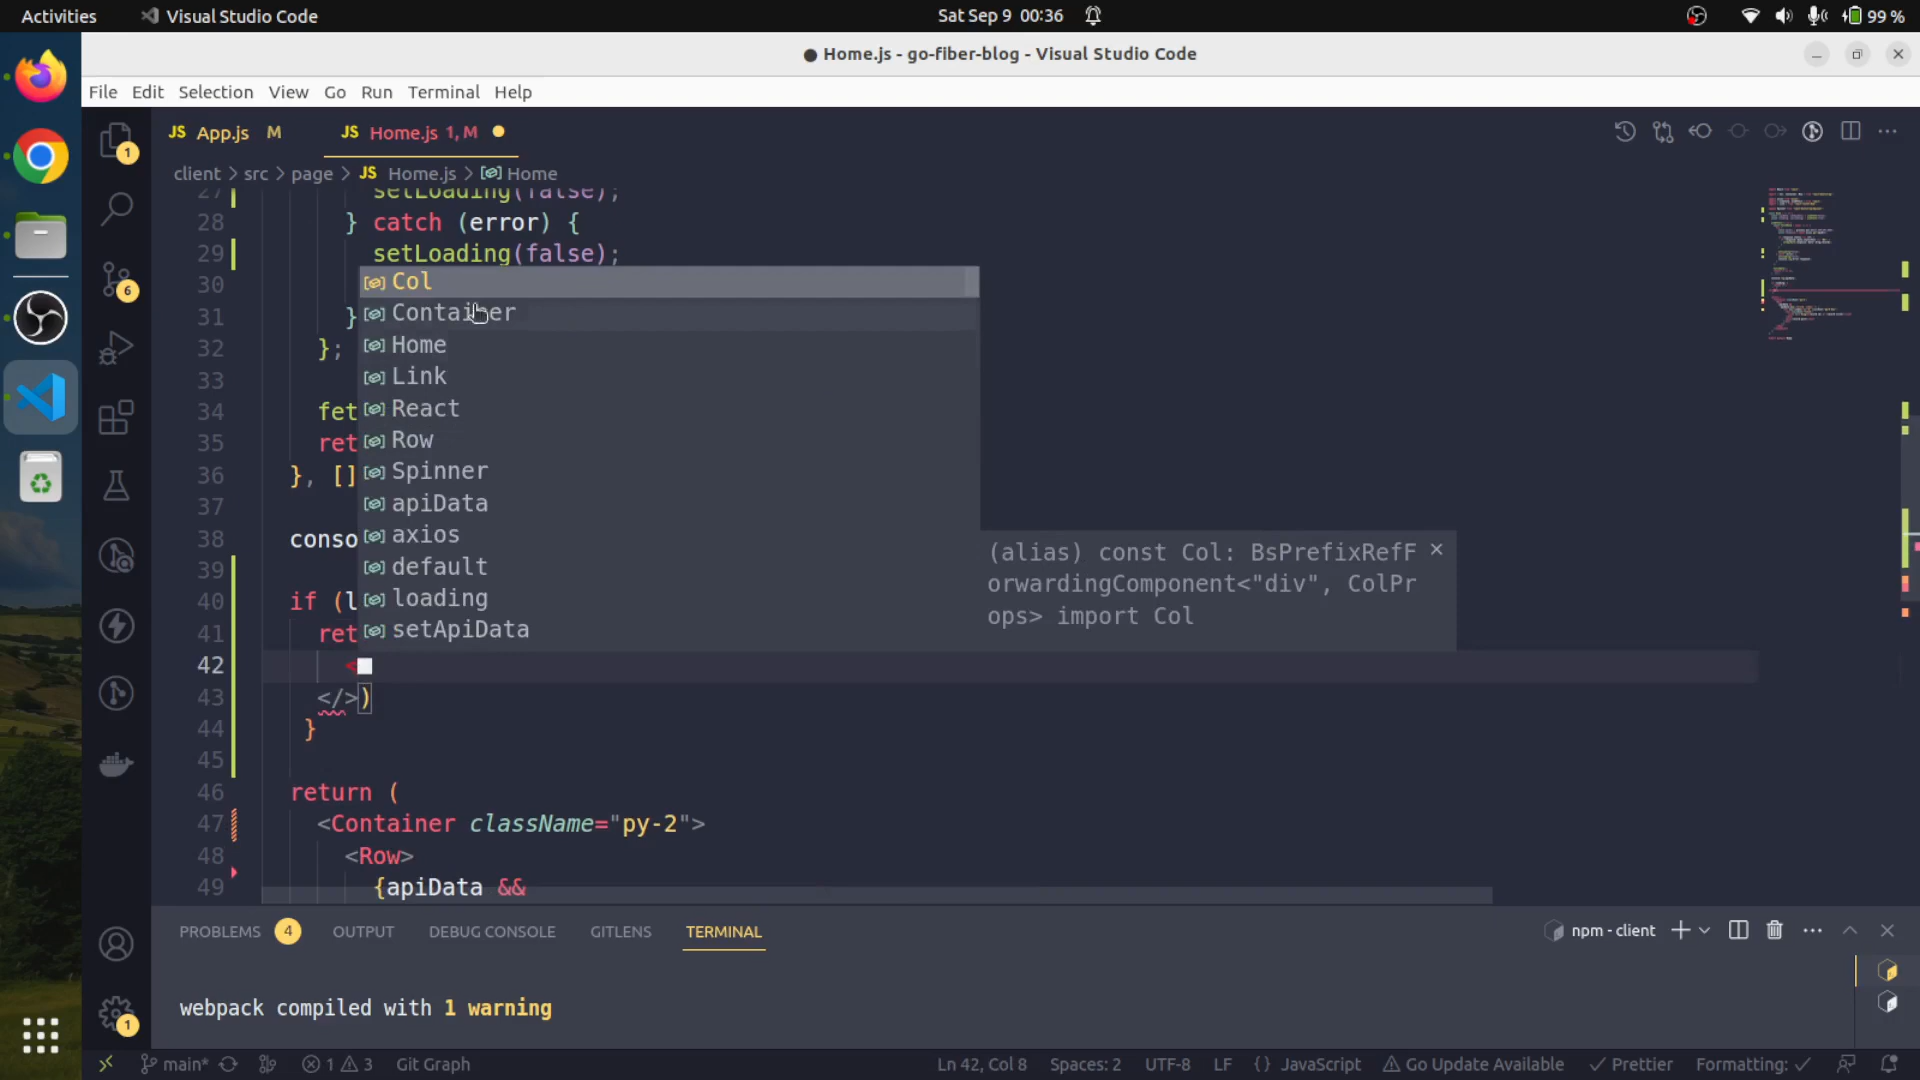 Activities
Visual Studio Code
Sat Sep 9 00:36
99 %
Home.js - go-fiber-blog - Visual Studio Code
File Edit Selection View Go Run Terminal Help
JS App.js M
JS Home.js 1, M
client > src > page > JS Home.js > Home
27 setLoading(false);
28 } catch (error) {
29 setLoading(false);
30
31 }
32 };
33
34 fet
35 ret
36 }, []
37
38 conso
39
40 if (l
41 ret
42 <
43 </>)
44 }
45
46 return (
47 <Container className="py-2">
48 <Row>
49 {apiData &&
Col
Container
Home
Link
React
Row
Spinner
apiData
axios
default
loading
setApiData
(alias) const Col: BsPrefixRefF
orwardingComponent<"div", ColPr
ops> import Col
1
6
1
PROBLEMS 4 OUTPUT DEBUG CONSOLE GITLENS TERMINAL
npm - client
webpack compiled with 1 warning
main* 1 3 Git Graph
Ln 42, Col 8 Spaces: 2 UTF-8 LF {} JavaScript Go Update Available Prettier Formatting: